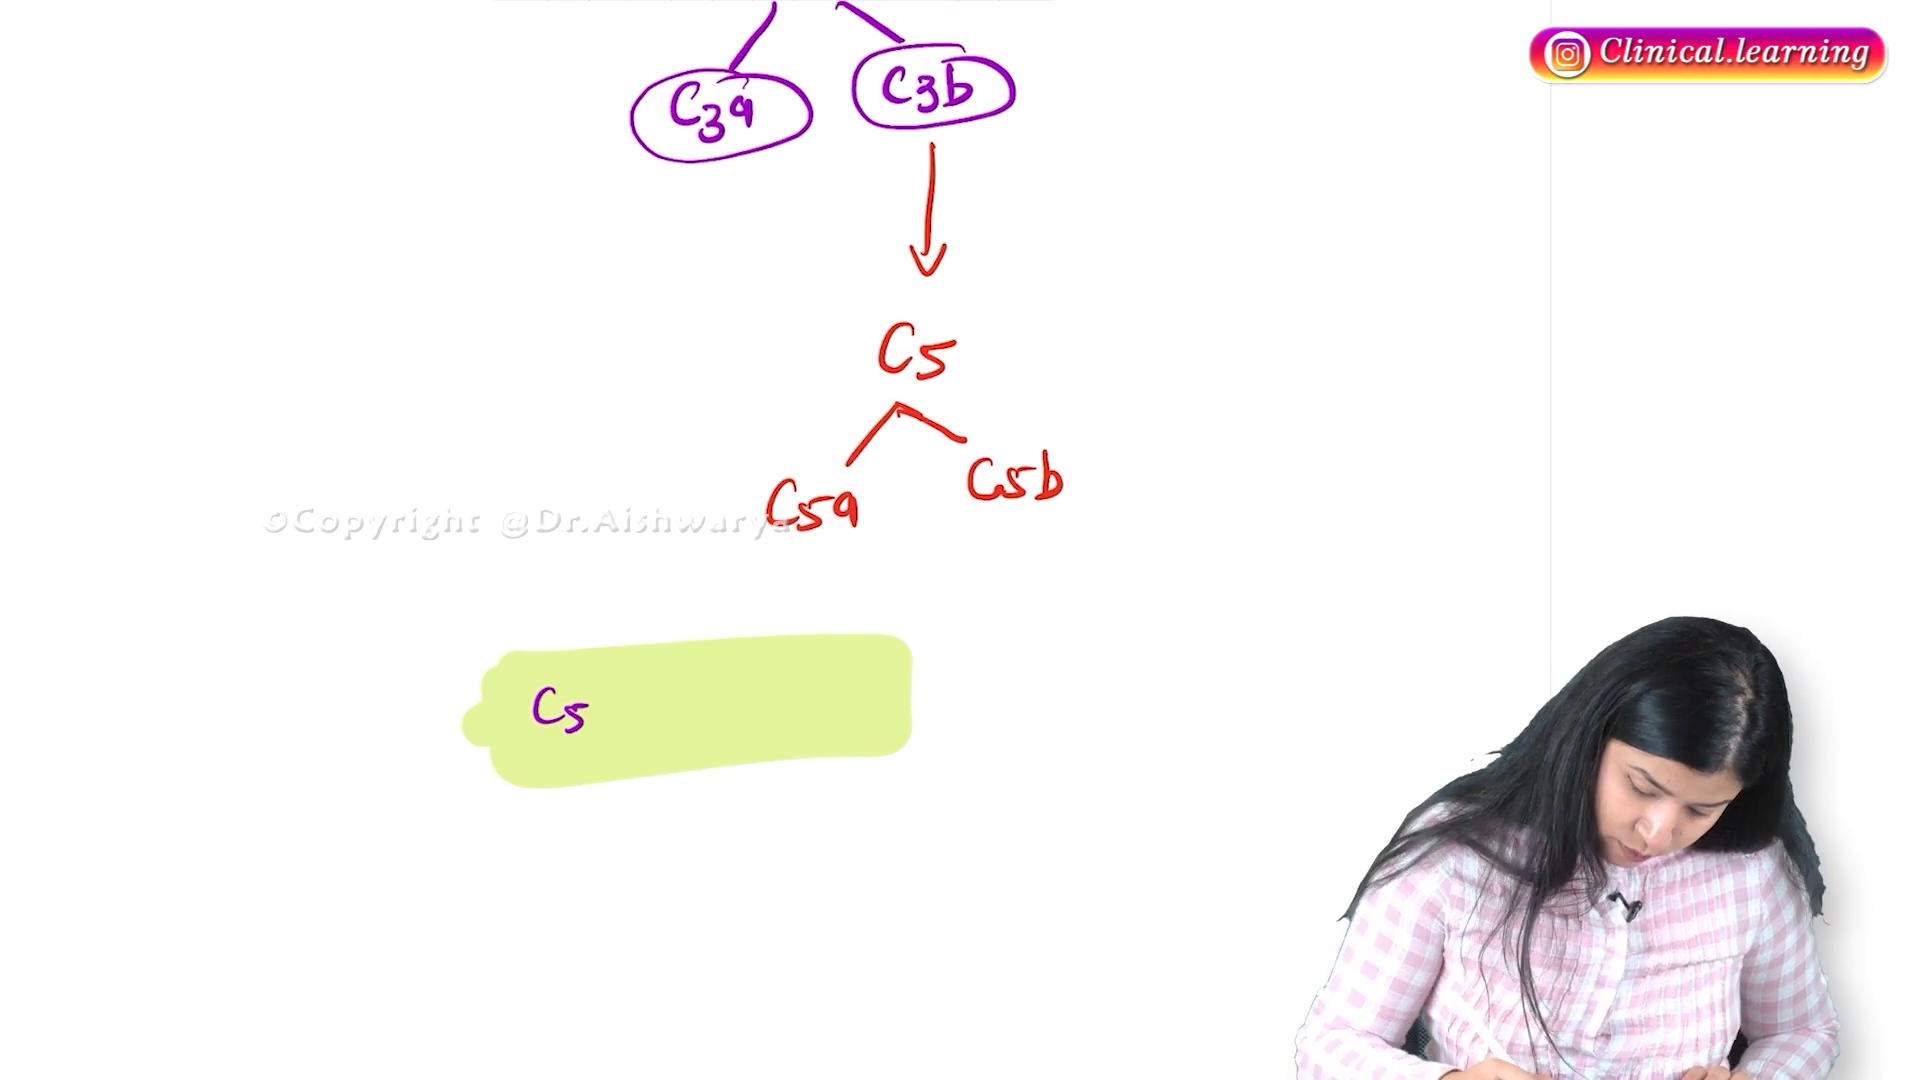 Clinical.learning
C3a
C3b
C5
C5a
C5b
©Copyright @Dr.Aishwarya
C5